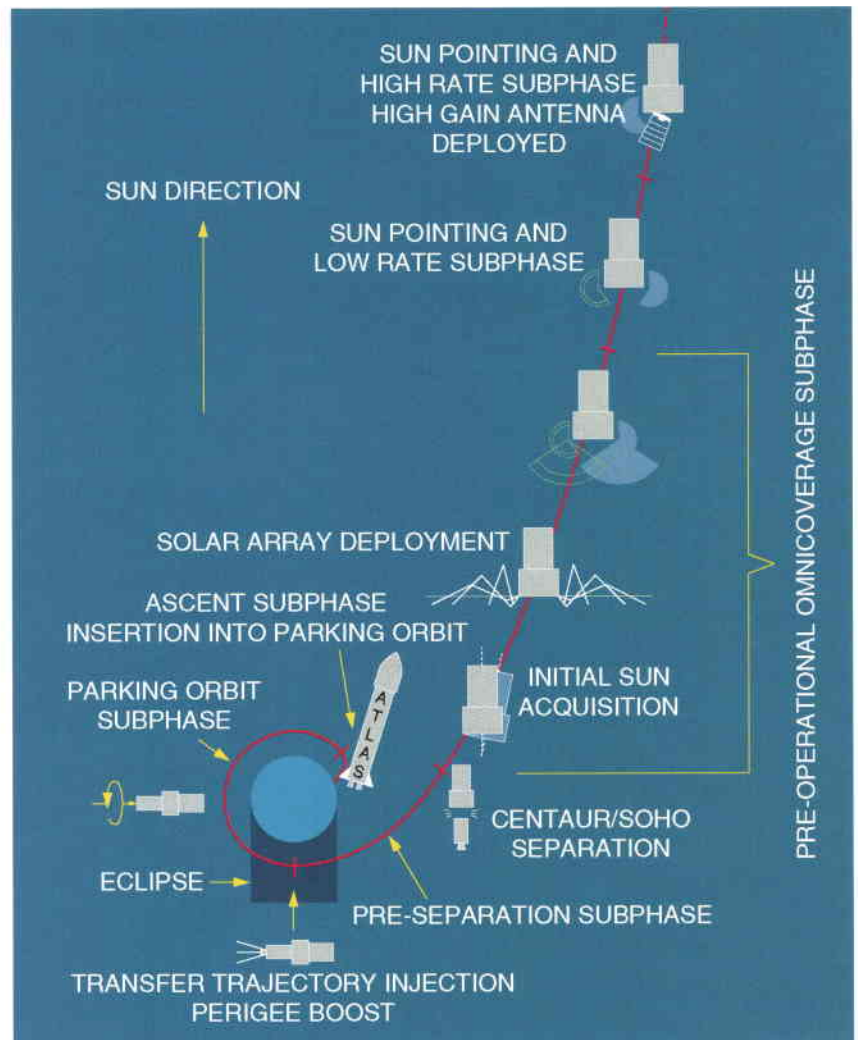 SUN POINTING AND
HIGH RATE SUBPHASE
HIGH GAIN ANTENNA
DEPLOYED
SUN DIRECTION
SUN POINTING AND
LOW RATE SUBPHASE
PRE-OPERATIONAL OMNICOVERAGE SUBPHASE
SOLAR ARRAY DEPLOYMENT
ASCENT SUBPHASE
INSERTION INTO PARKING ORBIT
PARKING ORBIT
SUBPHASE
ATLAS
INITIAL SUN
ACQUISITION
CENTAUR/SOHO
SEPARATION
ECLIPSE
PRE-SEPARATION SUBPHASE
TRANSFER TRAJECTORY INJECTION
PERIGEE BOOST